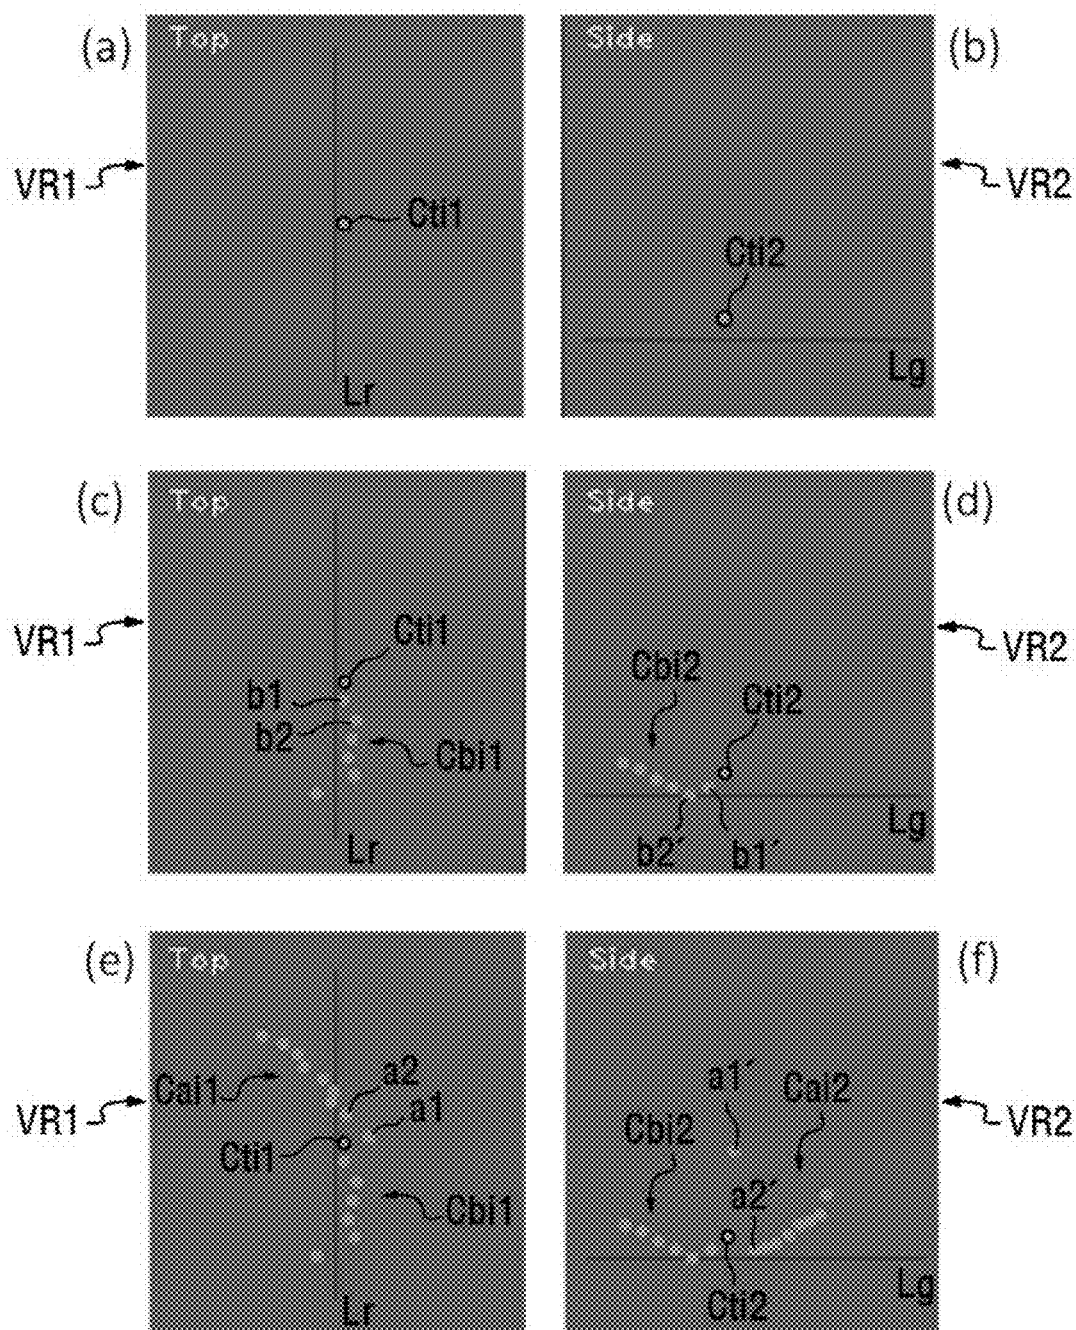 (a) Top Side (b)
VR1 VR2
Cti1
Cti2
Lr Lg
(c) Top Side (d)
VR1 VR2
Cti1
b1
b2
Cbi1
Cbi2
Cti2
Lr Lg
b2´ b1´
(e) Top Side (f)
VR1 VR2
Cai1
a2
a1
Cti1
Cbi1
a1´
Cai2
Cbi2
a2´
Lr Lg
Cti2